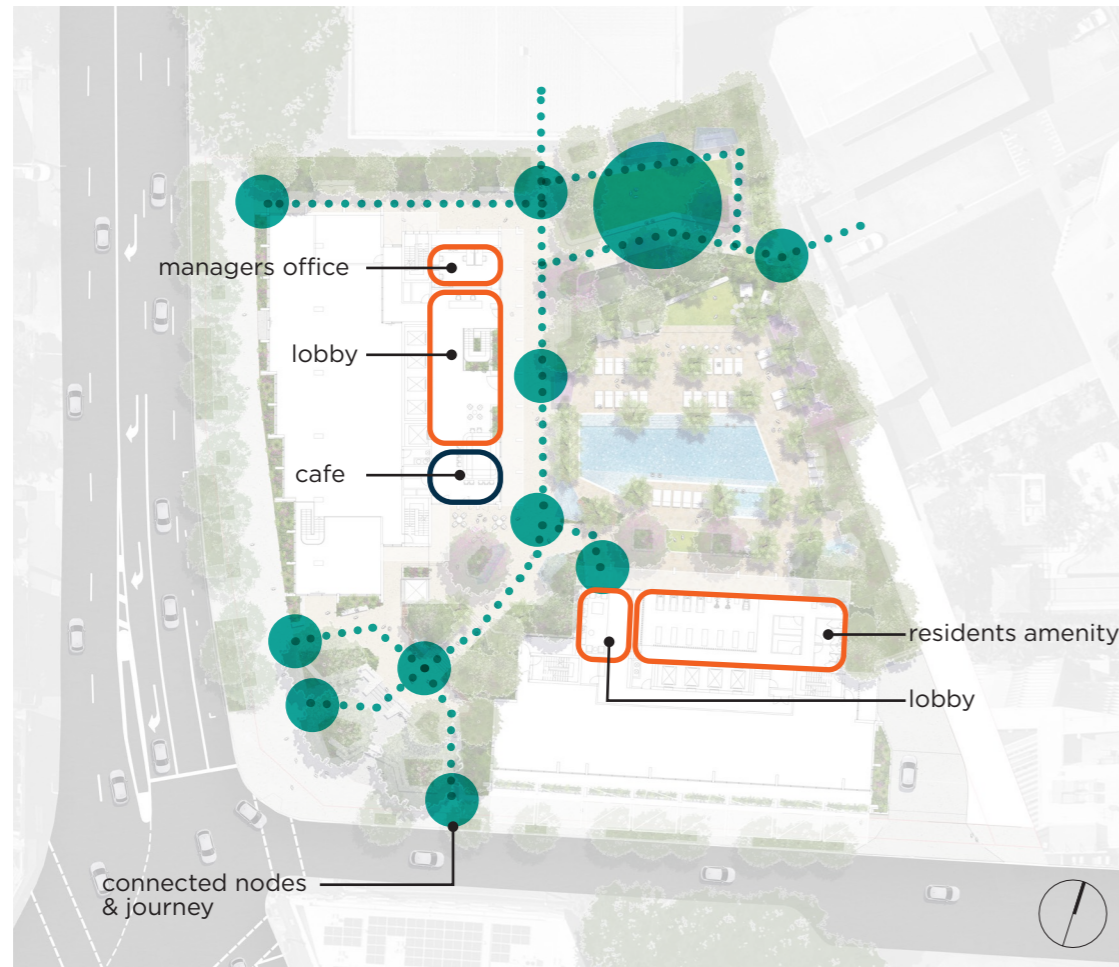 managers office
lobby
cafe
residents amenity
lobby
connected nodes
& journey